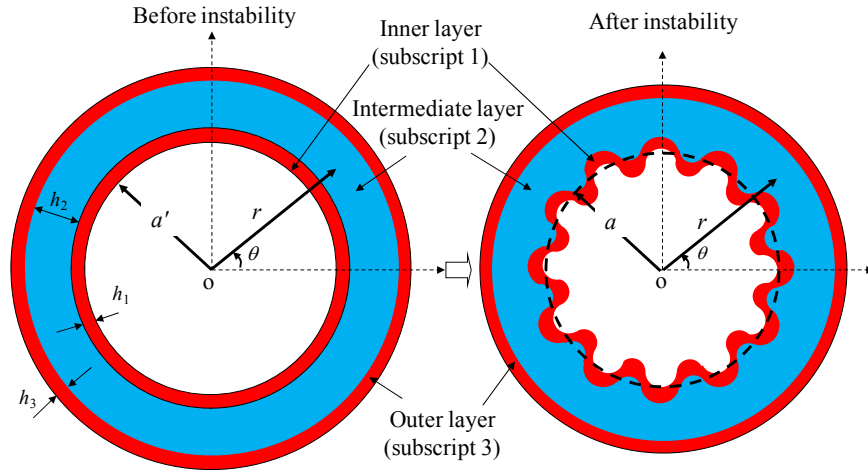 Before instability
After instability
Inner layer
(subscript 1)
Intermediate layer
(subscript 2)
h₂
a′
r
θ
o
h₁
h₃
a
r
θ
o
Outer layer
(subscript 3)